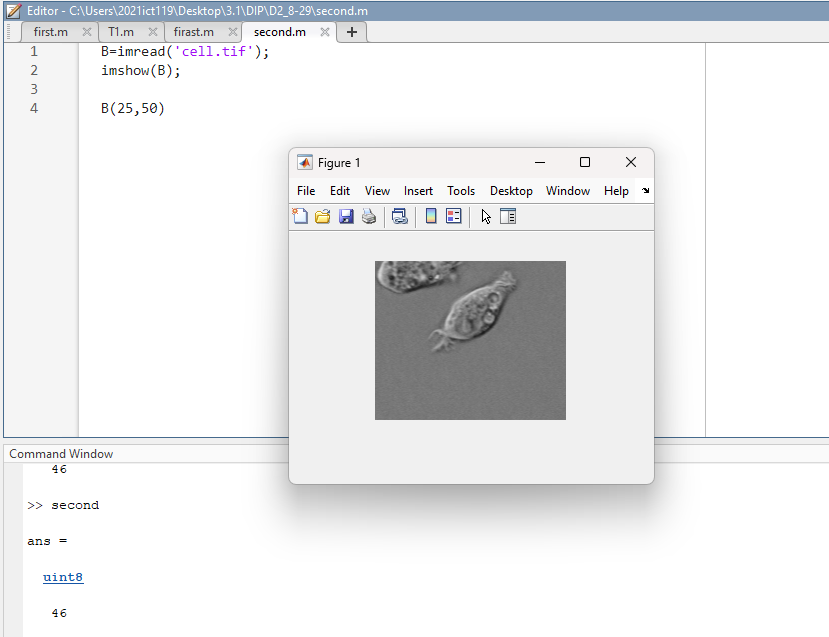 Editor - C:\Users\2021ict119\Desktop\3.1\DIP\D2_8-29\second.m
first.m T1.m firast.m second.m
1 B=imread('cell.tif');
2 imshow(B);
3
4 B(25,50)
Figure 1
File Edit View Insert Tools Desktop Window Help
Command Window
46
>> second
ans =
uint8
46